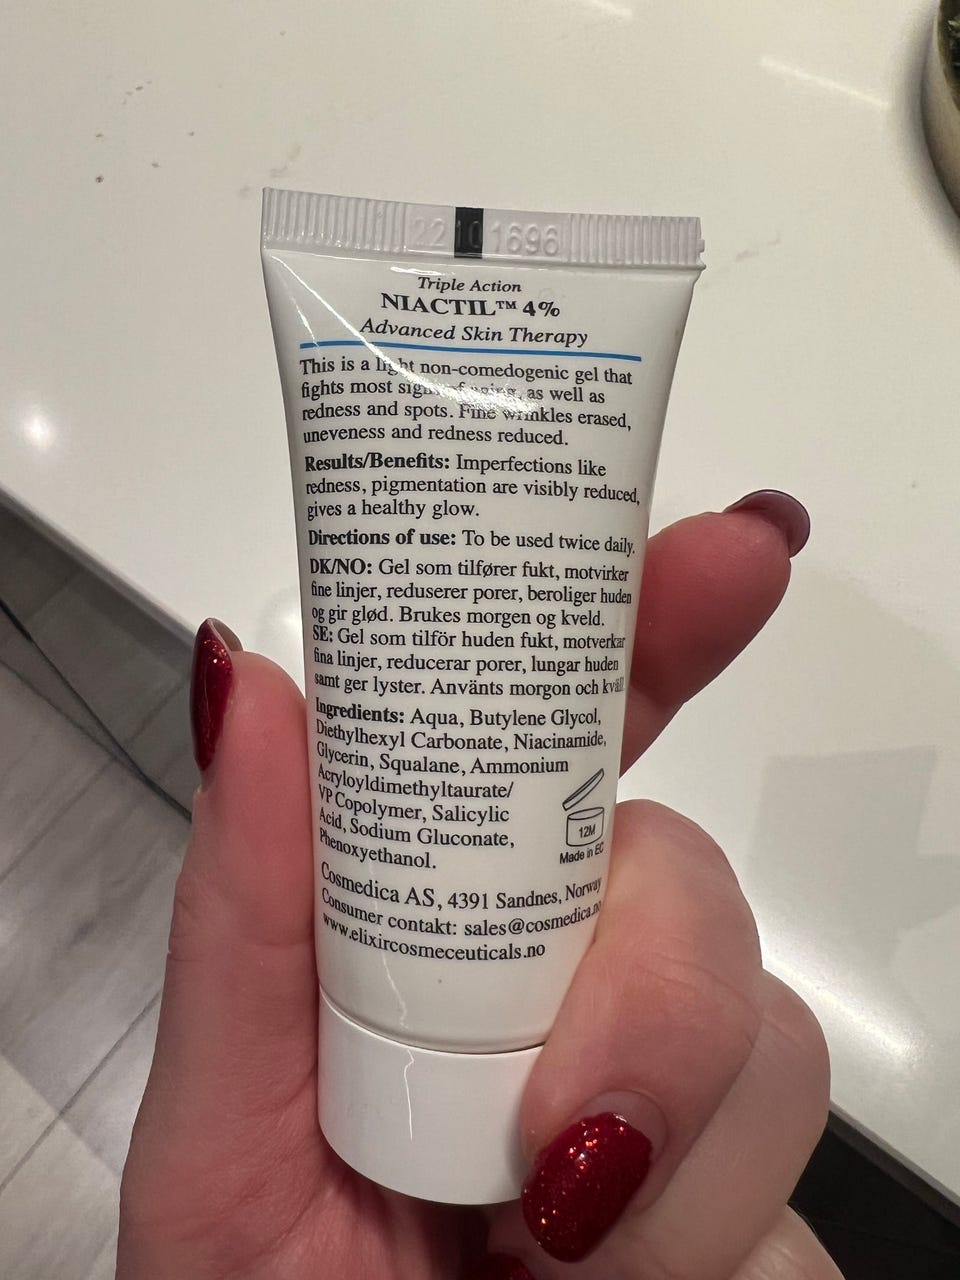 22101696
Triple Action
NIACTIL™ 4%
Advanced Skin Therapy
This is a light non-comedogenic gel that
fights most signs of aging, as well as
redness and spots. Fine wrinkles erased,
uneveness and redness reduced.
Results/Benefits: Imperfections like
redness, pigmentation are visibly reduced,
gives a healthy glow.
Directions of use: To be used twice daily.
DK/NO: Gel som tilfører fukt, motvirker
fine linjer, reduserer porer, beroliger huden
og gir glød. Brukes morgen og kveld.
SE: Gel som tilför huden fukt, motverkar
fina linjer, reducerar porer, lungar huden
samt ger lyster. Använts morgon och kväll.
Ingredients: Aqua, Butylene Glycol,
Diethylhexyl Carbonate, Niacinamide,
Glycerin, Squalane, Ammonium
Acryloyldimethyltaurate/
VP Copolymer, Salicylic
Acid, Sodium Gluconate,
Phenoxyethanol.
12M
Made in EC
Cosmedica AS, 4391 Sandnes, Norway
Consumer contakt: sales@cosmedica.no
www.elixircosmeceuticals.no